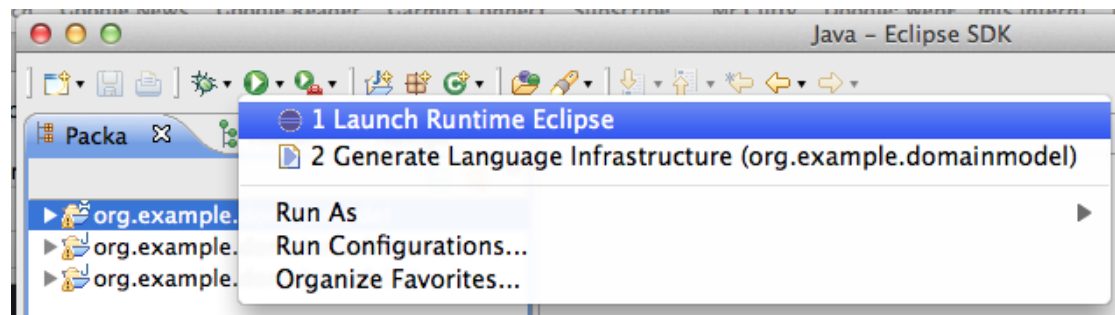 Java – Eclipse SDK
1 Launch Runtime Eclipse
Packa
2 Generate Language Infrastructure (org.example.domainmodel)
org.example.
Run As
org.example.
Run Configurations...
org.example.
Organize Favorites...